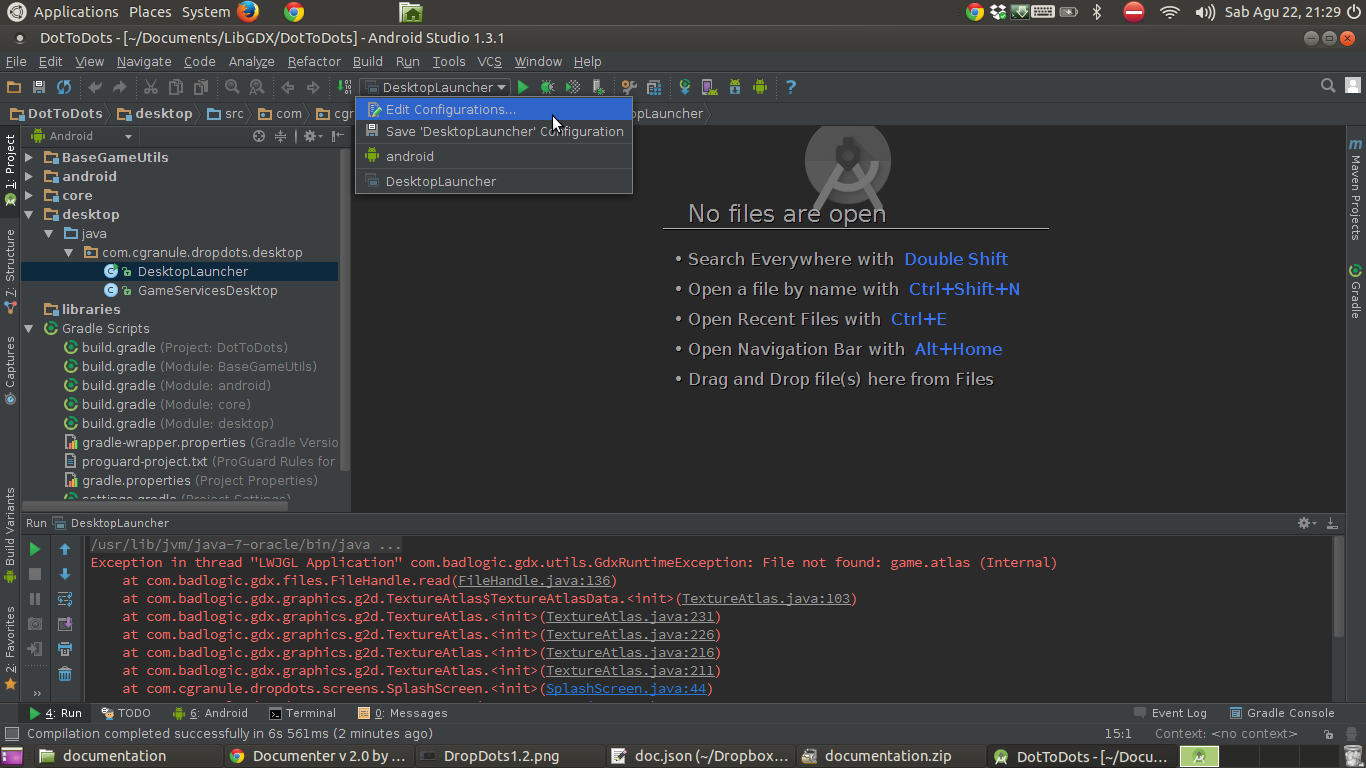 Applications Places System
Sab Agu 22, 21:29
DotToDots - [~/Documents/LibGDX/DotToDots] - Android Studio 1.3.1
File Edit View Navigate Code Analyze Refactor Build Run Tools VCS Window Help
DesktopLauncher
DotToDots desktop src com
Edit Configurations...
Save 'DesktopLauncher' Configuration
android
DesktopLauncher
1: Project
Z: Structure
Captures
Build Variants
2: Favorites
Android
BaseGameUtils
android
core
desktop
java
com.cgranule.dropdots.desktop
DesktopLauncher
GameServicesDesktop
libraries
Gradle Scripts
build.gradle (Project: DotToDots)
build.gradle (Module: BaseGameUtils)
build.gradle (Module: android)
build.gradle (Module: core)
build.gradle (Module: desktop)
gradle-wrapper.properties (Gradle Versio
proguard-project.txt (ProGuard Rules for
gradle.properties (Project Properties)
settings.gradle (Project Settings)
No files are open
• Search Everywhere with Double Shift
• Open a file by name with Ctrl+Shift+N
• Open Recent Files with Ctrl+E
• Open Navigation Bar with Alt+Home
• Drag and Drop file(s) here from Files
Maven Projects
Gradle
Run DesktopLauncher
/usr/lib/jvm/java-7-oracle/bin/java ...
Exception in thread "LWJGL Application" com.badlogic.gdx.utils.GdxRuntimeException: File not found: game.atlas (Internal)
at com.badlogic.gdx.files.FileHandle.read(FileHandle.java:136)
at com.badlogic.gdx.graphics.g2d.TextureAtlas$TextureAtlasData.<init>(TextureAtlas.java:103)
at com.badlogic.gdx.graphics.g2d.TextureAtlas.<init>(TextureAtlas.java:231)
at com.badlogic.gdx.graphics.g2d.TextureAtlas.<init>(TextureAtlas.java:226)
at com.badlogic.gdx.graphics.g2d.TextureAtlas.<init>(TextureAtlas.java:216)
at com.badlogic.gdx.graphics.g2d.TextureAtlas.<init>(TextureAtlas.java:211)
at com.cgranule.dropdots.screens.SplashScreen.<init>(SplashScreen.java:44)
4: Run TODO 6: Android Terminal 0: Messages Event Log Gradle Console
Compilation completed successfully in 6s 561ms (2 minutes ago) 15:1 Context: <no context>
documentation Documenter v 2.0 by ... DropDots1.2.png doc.json (~/Dropbox... documentation.zip DotToDots - [~/Docu...